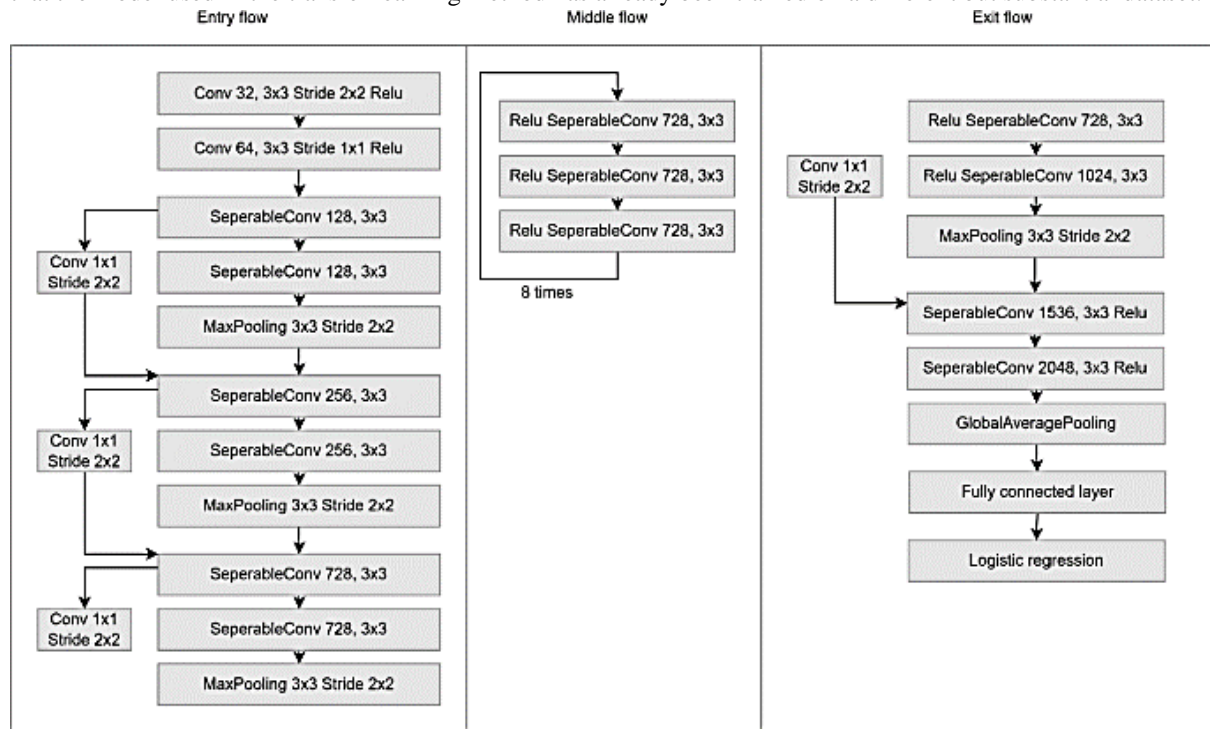 Entry flow
Middle flow
Exit flow
Conv 32, 3x3 Stride 2x2 Relu
Conv 64, 3x3 Stride 1x1 Relu
SeperableConv 128, 3x3
Conv 1x1
Stride 2x2
SeperableConv 128, 3x3
MaxPooling 3x3 Stride 2x2
SeperableConv 256, 3x3
Conv 1x1
Stride 2x2
SeperableConv 256, 3x3
MaxPooling 3x3 Stride 2x2
SeperableConv 728, 3x3
Conv 1x1
Stride 2x2
SeperableConv 728, 3x3
MaxPooling 3x3 Stride 2x2
Relu SeperableConv 728, 3x3
Relu SeperableConv 728, 3x3
Relu SeperableConv 728, 3x3
8 times
Relu SeperableConv 728, 3x3
Conv 1x1
Stride 2x2
Relu SeperableConv 1024, 3x3
MaxPooling 3x3 Stride 2x2
SeperableConv 1536, 3x3 Relu
SeperableConv 2048, 3x3 Relu
GlobalAveragePooling
Fully connected layer
Logistic regression